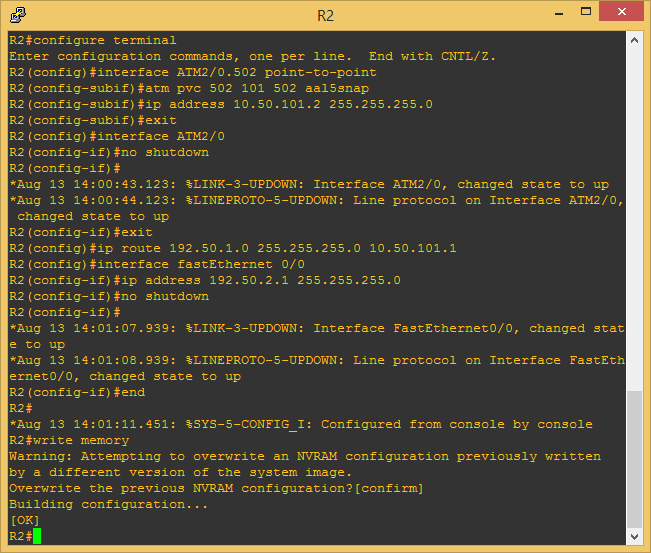 R2
R2#configure terminal
Enter configuration commands, one per line.  End with CNTL/Z.
R2(config)#interface ATM2/0.502 point-to-point
R2(config-subif)#atm pvc 502 101 502 aal5snap
R2(config-subif)#ip address 10.50.101.2 255.255.255.0
R2(config-subif)#exit
R2(config)#interface ATM2/0
R2(config-if)#no shutdown
R2(config-if)#
*Aug 13 14:00:43.123: %LINK-3-UPDOWN: Interface ATM2/0, changed state to up
*Aug 13 14:00:44.123: %LINEPROTO-5-UPDOWN: Line protocol on Interface ATM2/0,
 changed state to up
R2(config-if)#exit
R2(config)#ip route 192.50.1.0 255.255.255.0 10.50.101.1
R2(config)#interface fastEthernet 0/0
R2(config-if)#ip address 192.50.2.1 255.255.255.0
R2(config-if)#no shutdown
R2(config-if)#
*Aug 13 14:01:07.939: %LINK-3-UPDOWN: Interface FastEthernet0/0, changed stat
e to up
*Aug 13 14:01:08.939: %LINEPROTO-5-UPDOWN: Line protocol on Interface FastEth
ernet0/0, changed state to up
R2(config-if)#end
R2#
*Aug 13 14:01:11.451: %SYS-5-CONFIG_I: Configured from console by console
R2#write memory
Warning: Attempting to overwrite an NVRAM configuration previously written
by a different version of the system image.
Overwrite the previous NVRAM configuration?[confirm]
Building configuration...
[OK]
R2#